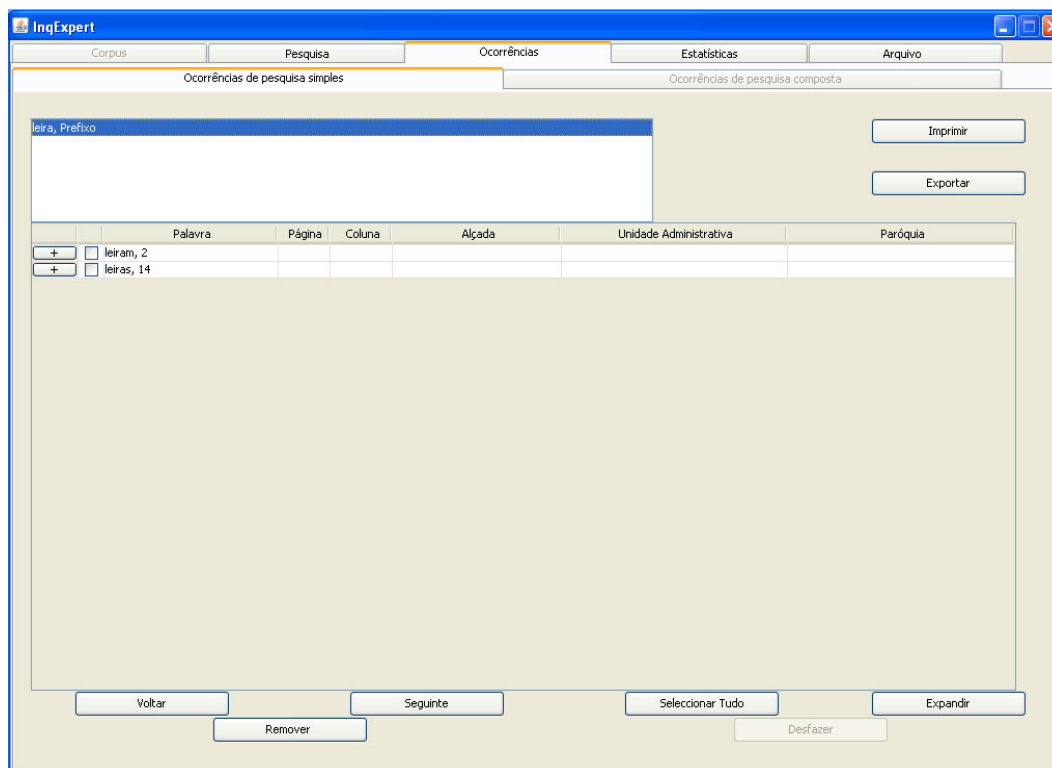 InqExpert
Corpus Pesquisa Ocorrências Estatísticas Arquivo
Ocorrências de pesquisa simples Ocorrências de pesquisa composta
leira, Prefixo
Imprimir
Exportar
Palavra Página Coluna Alçada Unidade Administrativa Paróquia
+ leiram, 2
+ leiras, 14
Voltar Seguinte Seleccionar Tudo Expandir
Remover Desfazer